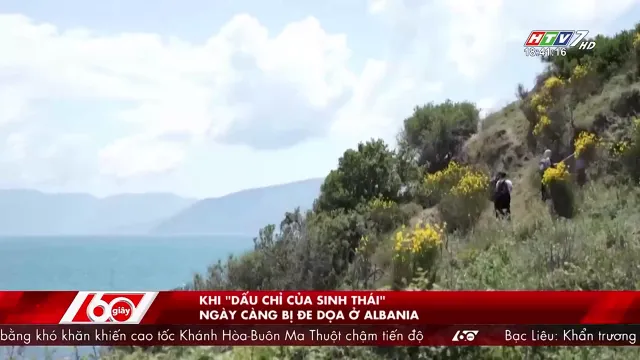 HTV7 HD
18:41:16
60 giây
KHI "DẤU CHỈ CỦA SINH THÁI"
NGÀY CÀNG BỊ ĐE DỌA Ở ALBANIA
bằng khó khăn khiến cao tốc Khánh Hòa-Buôn Ma Thuột chậm tiến độ 60 Bạc Liêu: Khẩn trương